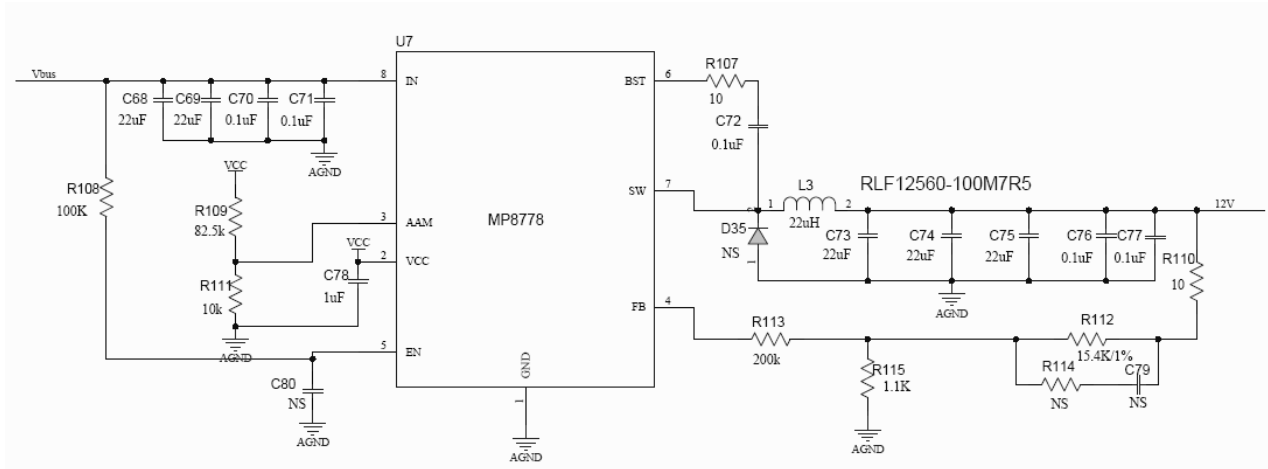 U7
Vbus
8
IN
BST
6
R107
10
C68
22uF
C69
22uF
C70
0.1uF
C71
0.1uF
C72
0.1uF
AGND
VCC
R108
100K
R109
82.5k
3
AAM
MP8778
SW
7
1
L3
2
22uH
RLF12560-100M7R5
12V
D35
NS
1
C73
22uF
C74
22uF
C75
22uF
C76
0.1uF
C77
0.1uF
R110
10
VCC
2
VCC
C78
1uF
R111
10k
AGND
AGND
FB
4
R113
200k
R112
15.4K/1%
5
EN
GND
1
R115
1.1K
R114
NS
C79
NS
C80
NS
AGND
AGND
AGND